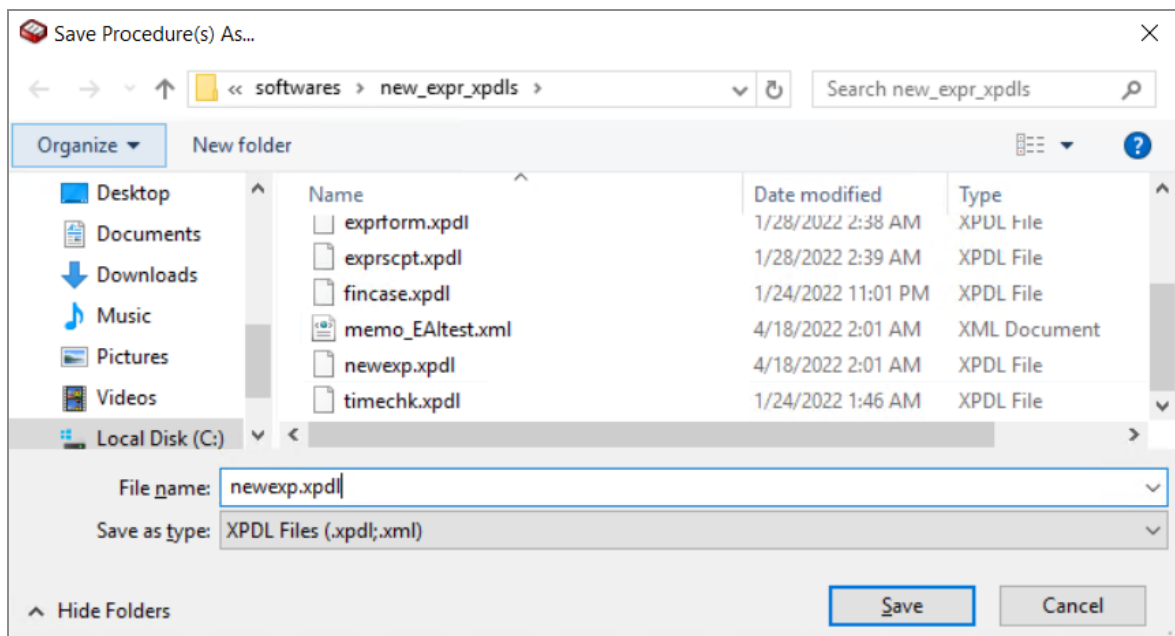 Save Procedure(s) As...
« softwares > new_expr_xpdls >
Search new_expr_xpdls
Organize
New folder
Desktop
Documents
Downloads
Music
Pictures
Videos
Local Disk (C:)
Name Date modified Type
exprform.xpdl 1/28/2022 2:38 AM XPDL File
exprscpt.xpdl 1/28/2022 2:39 AM XPDL File
fincase.xpdl 1/24/2022 11:01 PM XPDL File
memo_EAItest.xml 4/18/2022 2:01 AM XML Document
newexp.xpdl 4/18/2022 2:01 AM XPDL File
timechk.xpdl 1/24/2022 1:46 AM XPDL File
File name: newexp.xpdl
Save as type: XPDL Files (.xpdl;.xml)
Hide Folders
Save
Cancel